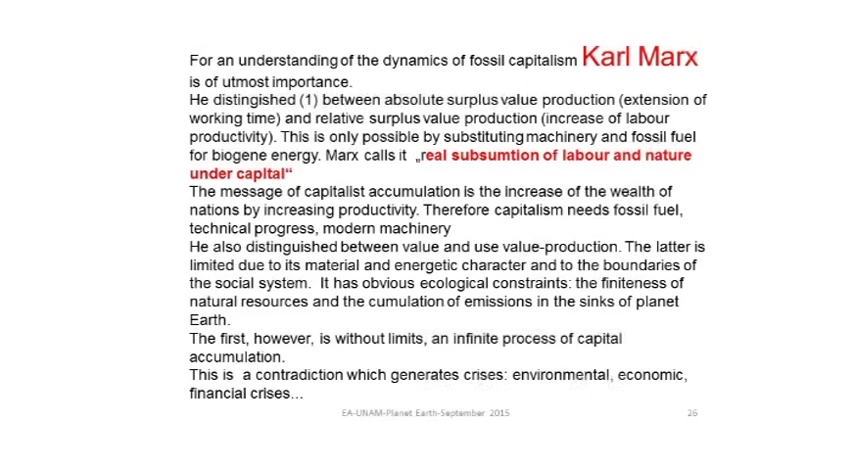 For an understanding of the dynamics of fossil capitalism Karl Marx
is of utmost importance.
He distingished (1) between absolute surplus value production (extension of
working time) and relative surplus value production (increase of labour
productivity). This is only possible by substituting machinery and fossil fuel
for biogene energy. Marx calls it „real subsumtion of labour and nature
under capital“
The message of capitalist accumulation is the increase of the wealth of
nations by increasing productivity. Therefore capitalism needs fossil fuel,
technical progress, modern machinery
He also distinguished between value and use value-production. The latter is
limited due to its material and energetic character and to the boundaries of
the social system. It has obvious ecological constraints: the finiteness of
natural resources and the cumulation of emissions in the sinks of planet
Earth.
The first, however, is without limits, an infinite process of capital
accumulation.
This is a contradiction which generates crises: environmental, economic,
financial crises...
EA-UNAM-Planet Earth-September 2015 26